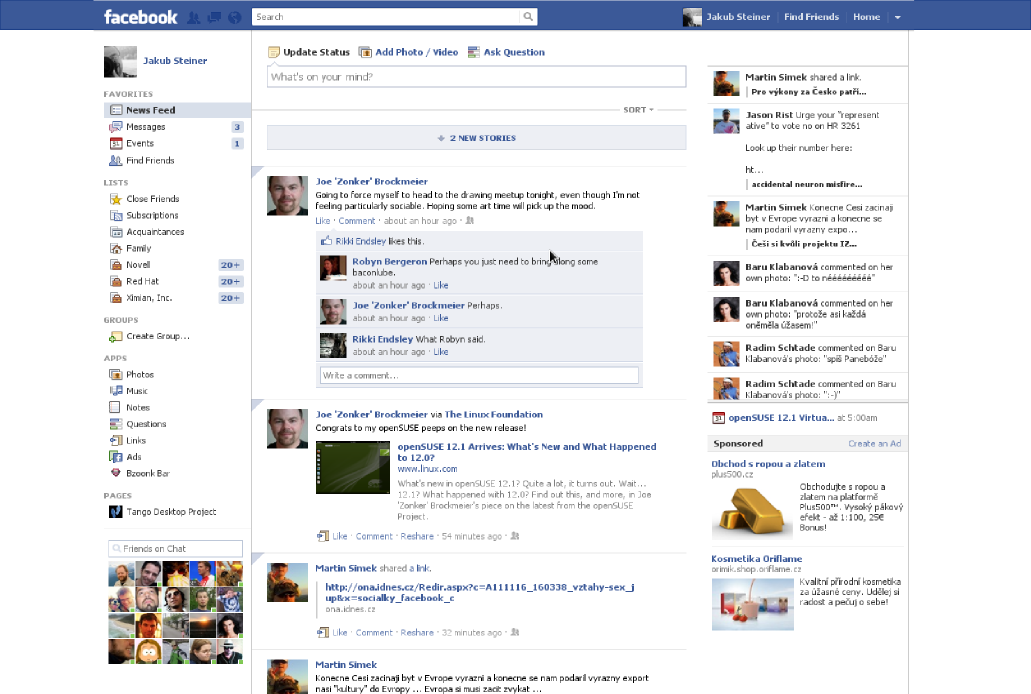 facebook
Search
Jakub Steiner
Find Friends
Home
Jakub Steiner
FAVORITES
News Feed
Messages 3
Events 1
Find Friends
LISTS
Close Friends
Subscriptions
Acquaintances
Family
Novell 20+
Red Hat 20+
Ximian, Inc. 20+
GROUPS
Create Group...
APPS
Photos
Music
Notes
Questions
Links
Ads
Bzoonk Bar
PAGES
Tango Desktop Project
Friends on Chat
Update Status
Add Photo / Video
Ask Question
What's on your mind?
SORT
2 NEW STORIES
Joe 'Zonker' Brockmeier
Going to force myself to head to the drawing meetup tonight, even though I'm not
feeling particularly sociable. Hoping some art time will pick up the mood.
Like · Comment · about an hour ago ·
Rikki Endsley likes this.
Robyn Bergeron Perhaps you just need to bring along some
baconlube.
about an hour ago · Like
Joe 'Zonker' Brockmeier Perhaps.
about an hour ago · Like
Rikki Endsley What Robyn said.
about an hour ago · Like
Write a comment...
Joe 'Zonker' Brockmeier via The Linux Foundation
Congrats to my openSUSE peeps on the new release!
openSUSE 12.1 Arrives: What's New and What Happened
to 12.0?
www.linux.com
What's new in openSUSE 12.1? Quite a lot, it turns out. Wait...
12.1? What happened with 12.0? Find out this, and more, in Joe
'Zonker' Brockmeier's piece on the latest from the openSUSE
Project.
Like · Comment · Reshare · 54 minutes ago ·
Martin Simek shared a link.
http://ona.idnes.cz/Redir.aspx?c=A111116_160338_vztahy-sex_j
up&x=socialky_facebook_c
ona.idnes.cz
Like · Comment · Reshare · 32 minutes ago ·
Martin Simek
Konecne Cesi zacinaji byt v Evrope vyrazni a konecne se nam podaril vyrazny export
nasi "kultury" do Evropy ... Evropa si musi zacit zvykat ...
Martin Simek shared a link.
Pro výkony za Česko patří...
Jason Rist Urge your "represent
ative" to vote no on HR 3261
Look up their number here:
ht...
accidental neuron misfire...
Martin Simek Konecne Cesi zacinaji
byt v Evrope vyrazni a konecne se
nam podaril vyrazny expo...
Češi si kvůli projektu IZ...
Baru Klabanová commented on her
own photo: ":-D to nééééééééé"
Baru Klabanová commented on her
own photo: "protože asi každá
oněměla úžasem!"
Radim Schtade commented on Baru
Klabanová's photo: "spíš Panebóže"
Radim Schtade commented on Baru
Klabanová's photo: ":-)"
openSUSE 12.1 Virtua... at 5:00am
Sponsored
Create an Ad
Obchod s ropou a zlatem
plus500.cz
Obchodujte s ropou a
zlatem na platformě
Plus500™. Vysoký pákový
efekt - až 1:100, 25€
Bonus!
Kosmetika Oriflame
orimik.shop.oriflame.cz
Kvalitní přírodní kosmetika
za úžasné ceny. Udělej si
radost a pečuj o sebe!